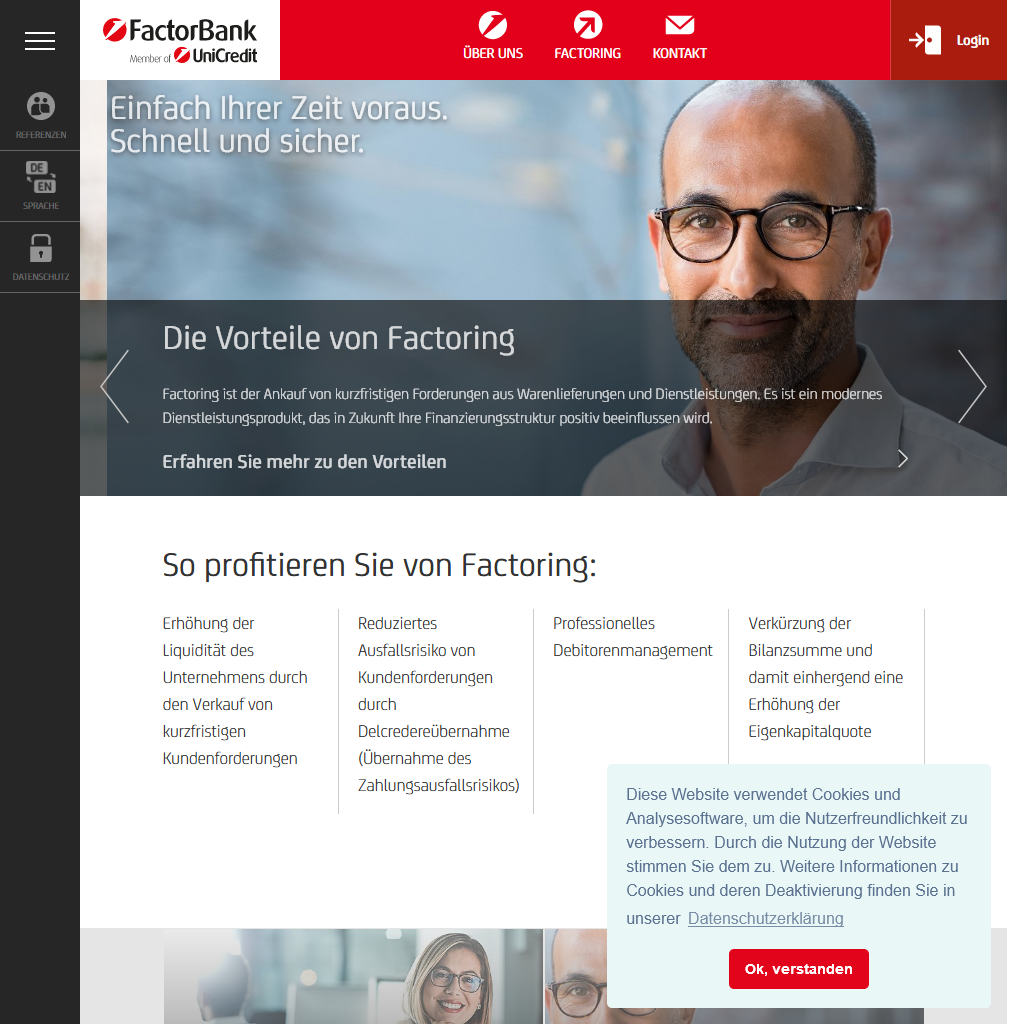 FactorBank
Member of UniCredit
ÜBER UNS
FACTORING
KONTAKT
Login
REFERENZEN
DE
EN
SPRACHE
DATENSCHUTZ
Einfach Ihrer Zeit voraus.
Schnell und sicher.
Die Vorteile von Factoring
Factoring ist der Ankauf von kurzfristigen Forderungen aus Warenlieferungen und Dienstleistungen. Es ist ein modernes
Dienstleistungsprodukt, das in Zukunft Ihre Finanzierungsstruktur positiv beeinflussen wird.
Erfahren Sie mehr zu den Vorteilen
So profitieren Sie von Factoring:
Erhöhung der
Liquidität des
Unternehmens durch
den Verkauf von
kurzfristigen
Kundenforderungen
Reduziertes
Ausfallsrisiko von
Kundenforderungen
durch
Delcredereübernahme
(Übernahme des
Zahlungsausfallsrisikos)
Professionelles
Debitorenmanagement
Verkürzung der
Bilanzsumme und
damit einhergend eine
Erhöhung der
Eigenkapitalquote
Diese Website verwendet Cookies und
Analysesoftware, um die Nutzerfreundlichkeit zu
verbessern. Durch die Nutzung der Website
stimmen Sie dem zu. Weitere Informationen zu
Cookies und deren Deaktivierung finden Sie in
unserer Datenschutzerklärung
Ok, verstanden